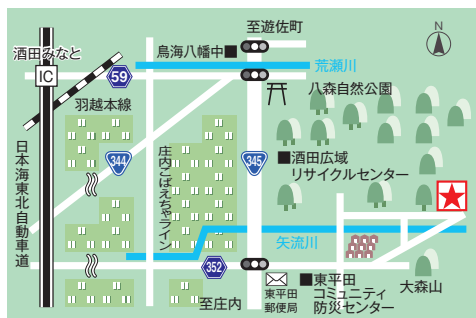 至遊佐町
N
酒田みなと
鳥海八幡中
IC
59
荒瀬川
羽越本線
八森自然公園
344
庄内こばえちゃライン
345
酒田広域
リサイクルセンター
日本海東北自動車道
矢流川
352
東平田
郵便局
東平田
コミュニティ
防災センター
大森山
至庄内